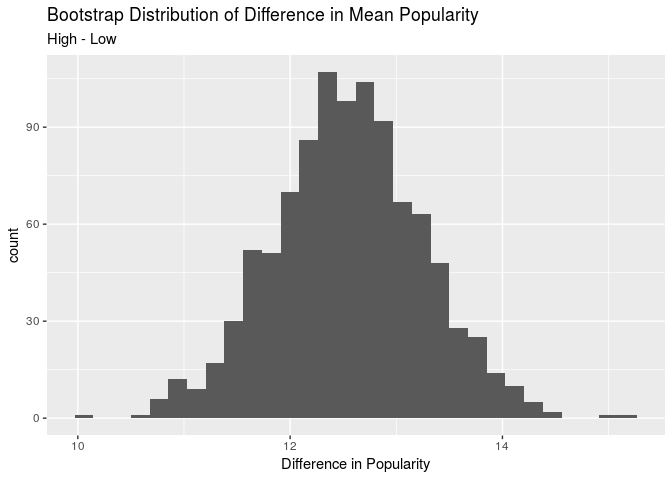 Bootstrap Distribution of Difference in Mean Popularity
High - Low
90
60
30
0
count
10
12
14
Difference in Popularity